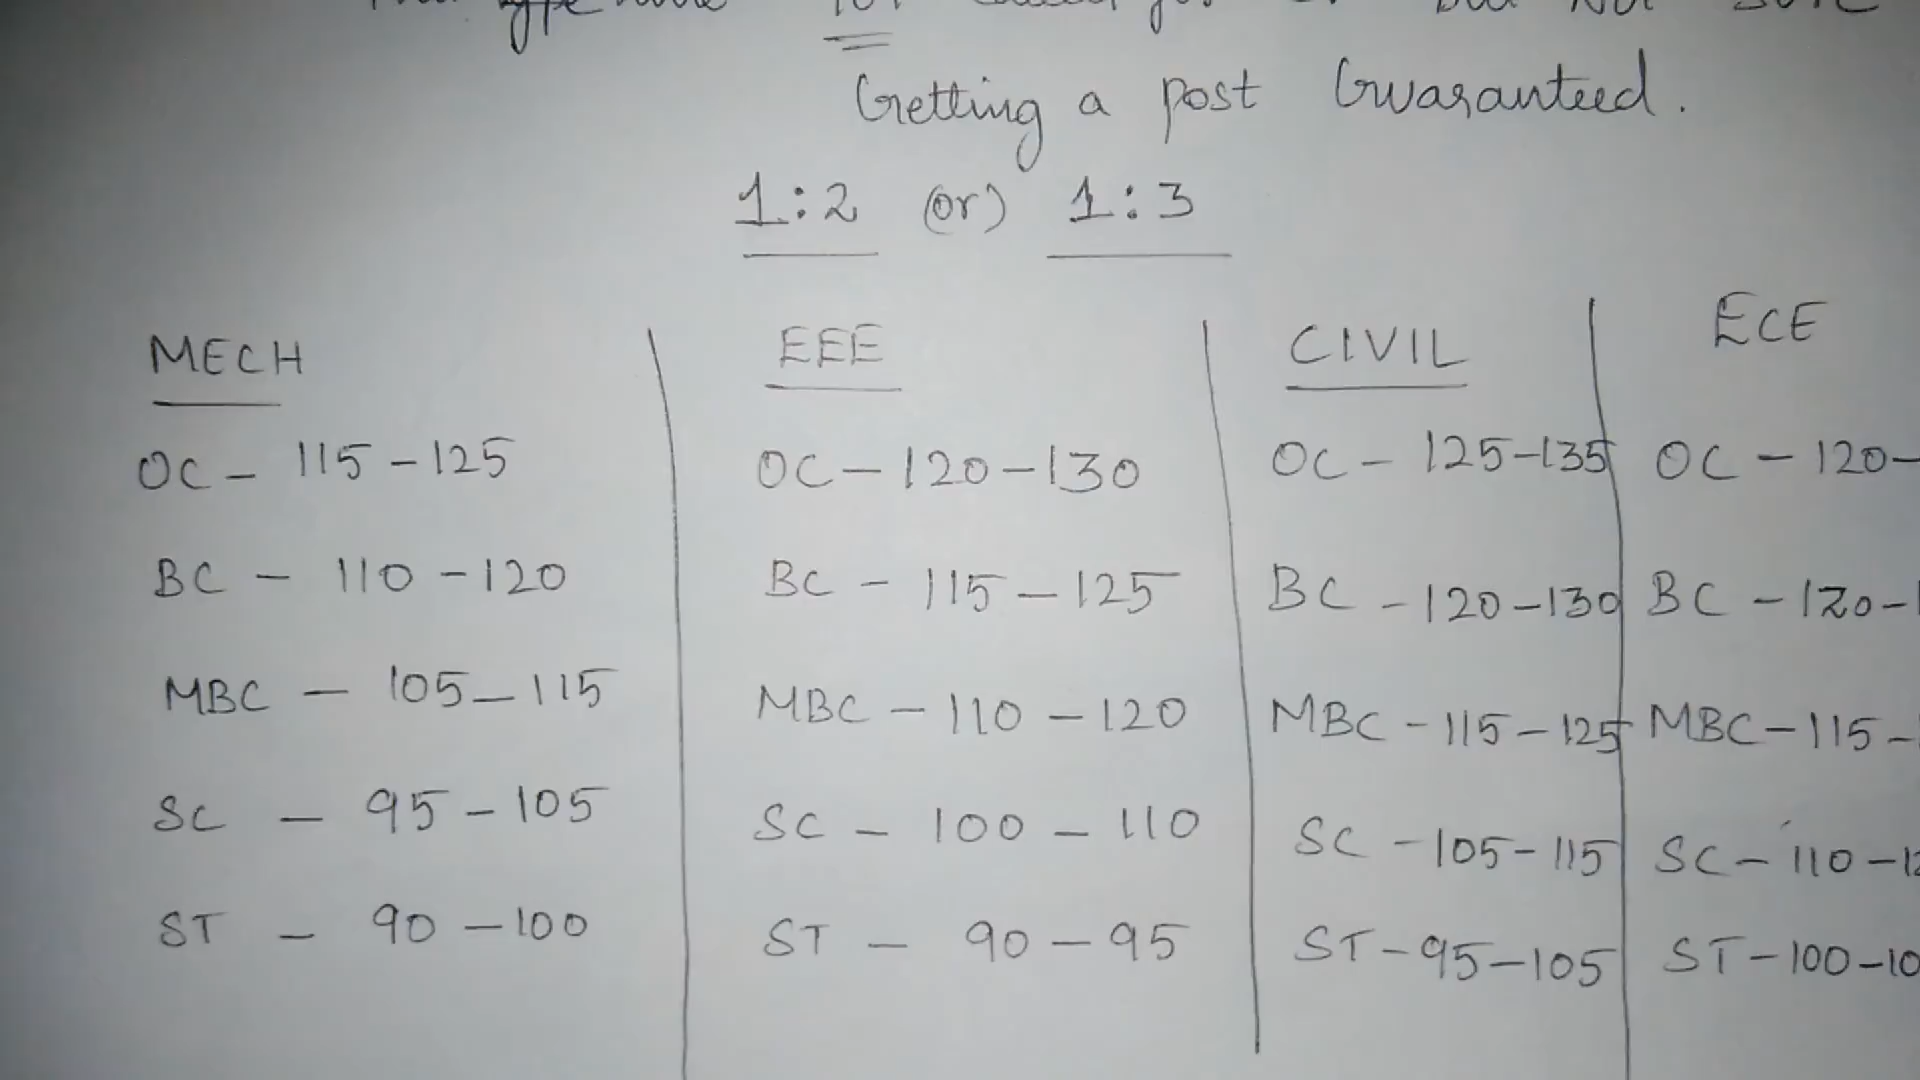 Getting a post Guaranteed.
1:2 (or) 1:3
MECH
OC - 115-125
BC - 110-120
MBC - 105-115
SC - 95-105
ST - 90-100
EEE
OC - 120-130
BC - 115-125
MBC - 110-120
SC - 100-110
ST - 90-95
CIVIL
OC - 125-135
BC - 120-130
MBC - 115-125
SC - 105-115
ST - 95-105
ECE
OC - 120-
BC - 120-
MBC - 115-
SC - 110-12
ST - 100-10